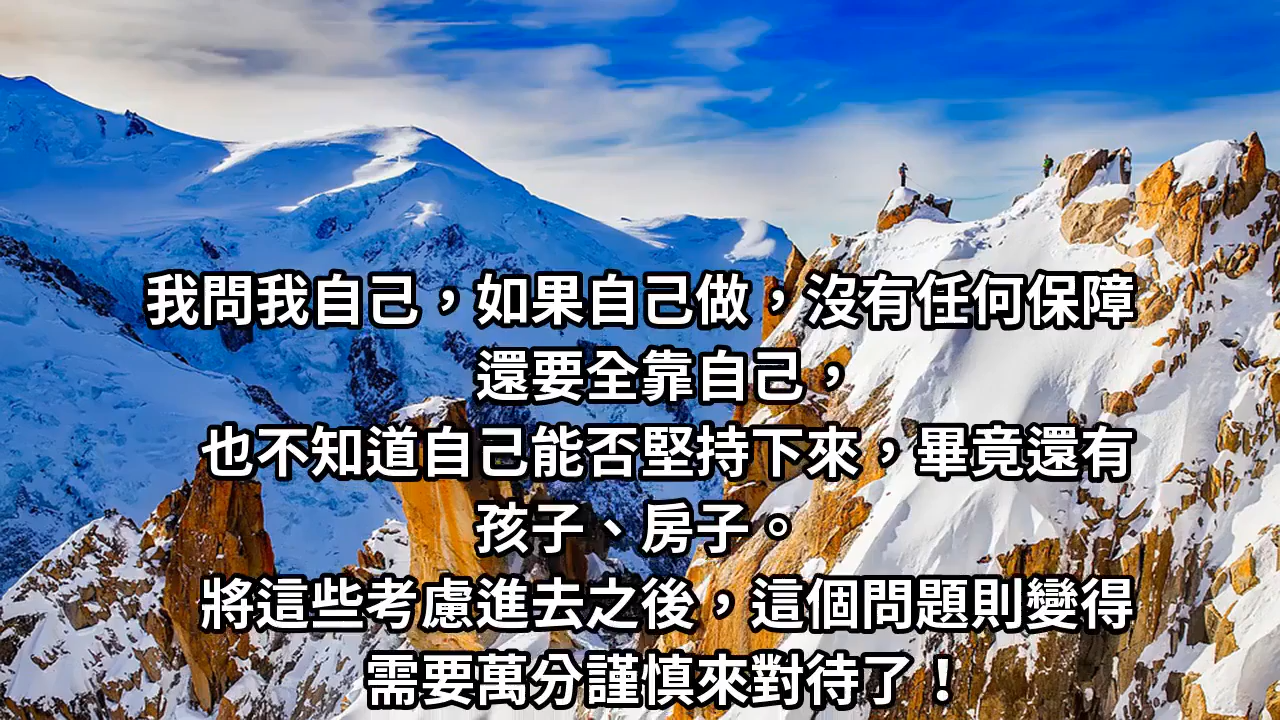 我問我自己，如果自己做，沒有任何保障
還要全靠自己，
也不知道自己能否堅持下來，畢竟還有
孩子、房子。
將這些考慮進去之後，這個問題則變得
需要萬分謹慎來對待了！